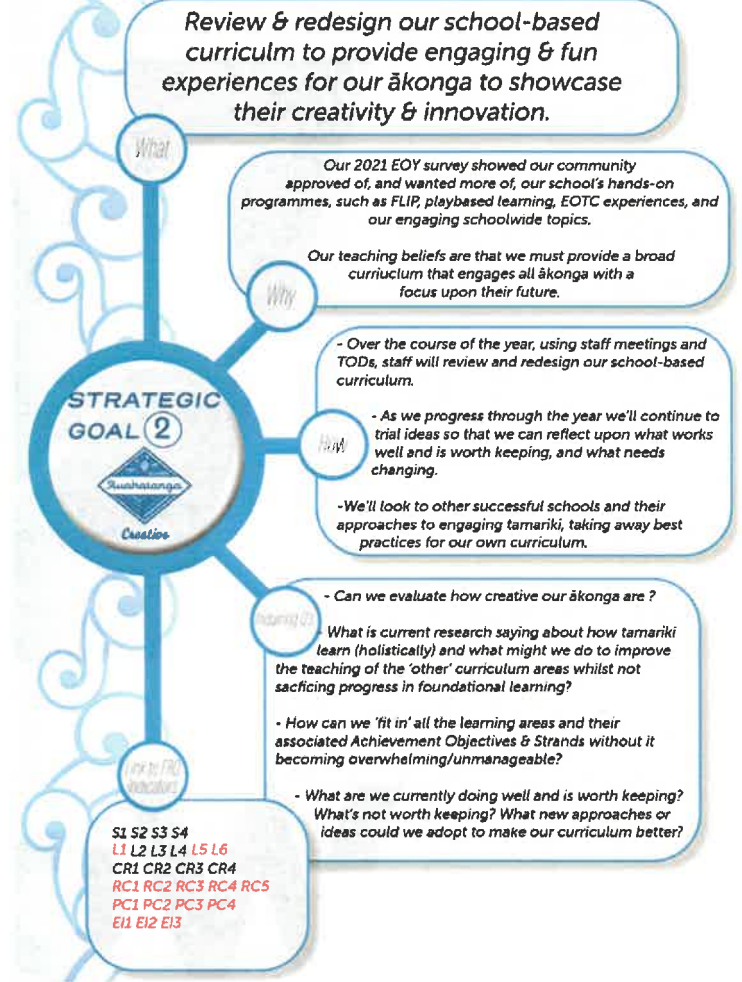 Review & redesign our school-based
curriculm to provide engaging & fun
experiences for our ākonga to showcase
their creativity & innovation.
What
Our 2021 EOY survey showed our community
approved of, and wanted more of, our school's hands-on
programmes, such as FLIP, playbased learning, EOTC experiences, and
our engaging schoolwide topics.
Our teaching beliefs are that we must provide a broad
curriuclum that engages all ākonga with a
focus upon their future.
Why
- Over the course of the year, using staff meetings and
TODs, staff will review and redesign our school-based
curriculum.
- As we progress through the year we'll continue to
trial ideas so that we can reflect upon what works
well and is worth keeping, and what needs
changing.
-We'll look to other successful schools and their
approaches to engaging tamariki, taking away best
practices for our own curriculum.
How
STRATEGIC
GOAL 2
Auahatanga
Creative
- Can we evaluate how creative our ākonga are ?
- What is current research saying about how tamariki
learn (holistically) and what might we do to improve
the teaching of the 'other' curriculum areas whilst not
sacficing progress in foundational learning?
- How can we 'fit in' all the learning areas and their
associated Achievement Objectives & Strands without it
becoming overwhelming/unmanageable?
- What are we currently doing well and is worth keeping?
What's not worth keeping? What new approaches or
ideas could we adopt to make our curriculum better?
Inquiring Q's
Link to ERO
Indicators
S1 S2 S3 S4
L1 L2 L3 L4 L5 L6
CR1 CR2 CR3 CR4
RC1 RC2 RC3 RC4 RC5
PC1 PC2 PC3 PC4
EI1 EI2 EI3